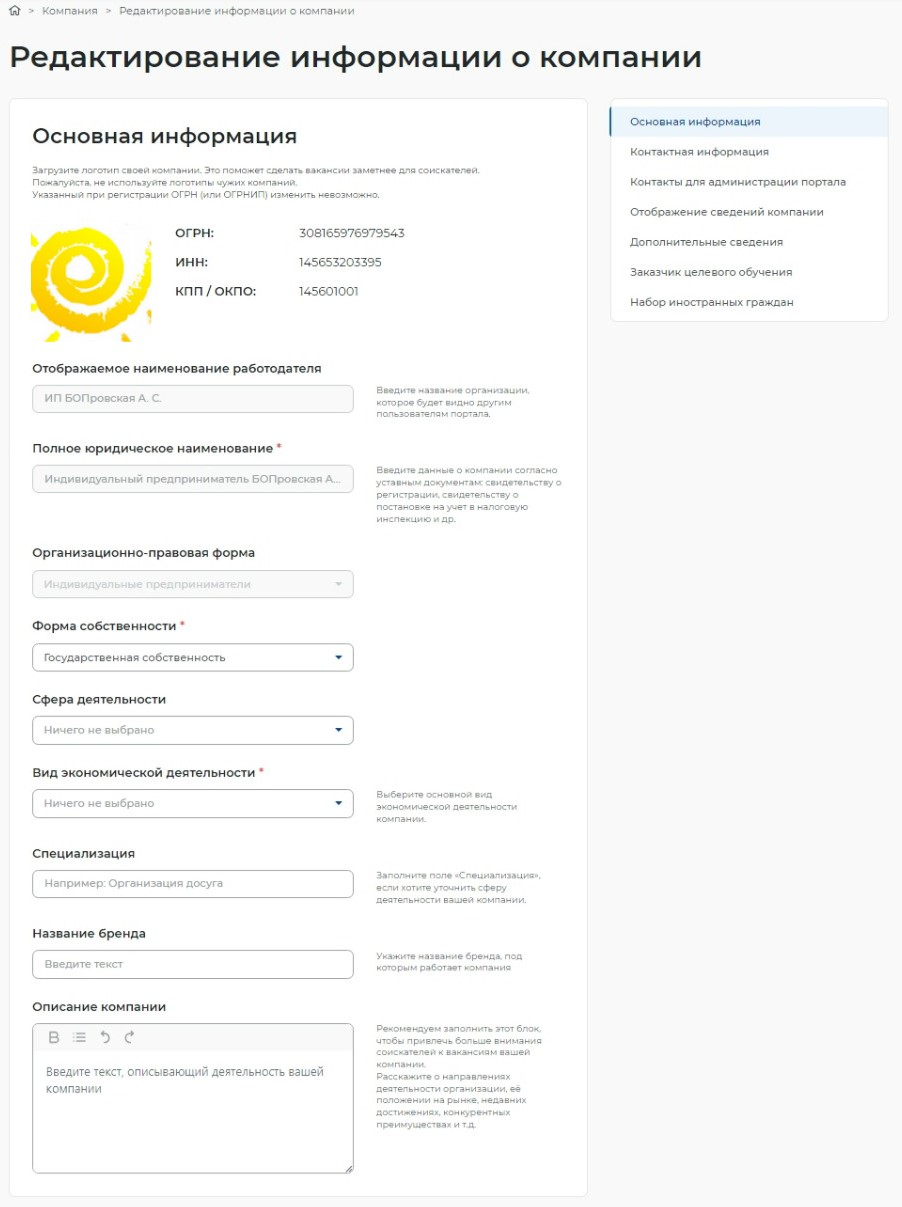 > Компания > Редактирование информации о компании
Редактирование информации о компании
Основная информация
Загрузите логотип своей компании. Это поможет сделать вакансии заметнее для соискателей.
Пожалуйста, не используйте логотипы чужих компаний.
Указанный при регистрации ОГРН (или ОГРНИП) изменить невозможно.
ОГРН: 308165976979543
ИНН: 145653203395
КПП / ОКПО: 145601001
Отображаемое наименование работодателя
ИП БОПровская А. С.
Введите название организации,
которое будет видно другим
пользователям портала.
Полное юридическое наименование *
Индивидуальный предприниматель БОПровская А...
Введите данные о компании согласно
уставным документам: свидетельству о
регистрации, свидетельству о
постановке на учет в налоговую
инспекцию и др.
Организационно-правовая форма
Индивидуальные предприниматели
Форма собственности *
Государственная собственность
Сфера деятельности
Ничего не выбрано
Вид экономической деятельности *
Ничего не выбрано
Выберите основной вид
экономической деятельности
компании.
Специализация
Например: Организация досуга
Заполните поле «Специализация»,
если хотите уточнить сферу
деятельности вашей компании.
Название бренда
Введите текст
Укажите название бренда, под
которым работает компания
Описание компании
B
Введите текст, описывающий деятельность вашей
компании
Рекомендуем заполнить этот блок,
чтобы привлечь больше внимания
соискателей к вакансиям вашей
компании.
Расскажите о направлениях
деятельности организации, её
положении на рынке, недавних
достижениях, конкурентных
преимуществах и т.д.
Основная информация
Контактная информация
Контакты для администрации портала
Отображение сведений компании
Дополнительные сведения
Заказчик целевого обучения
Набор иностранных граждан